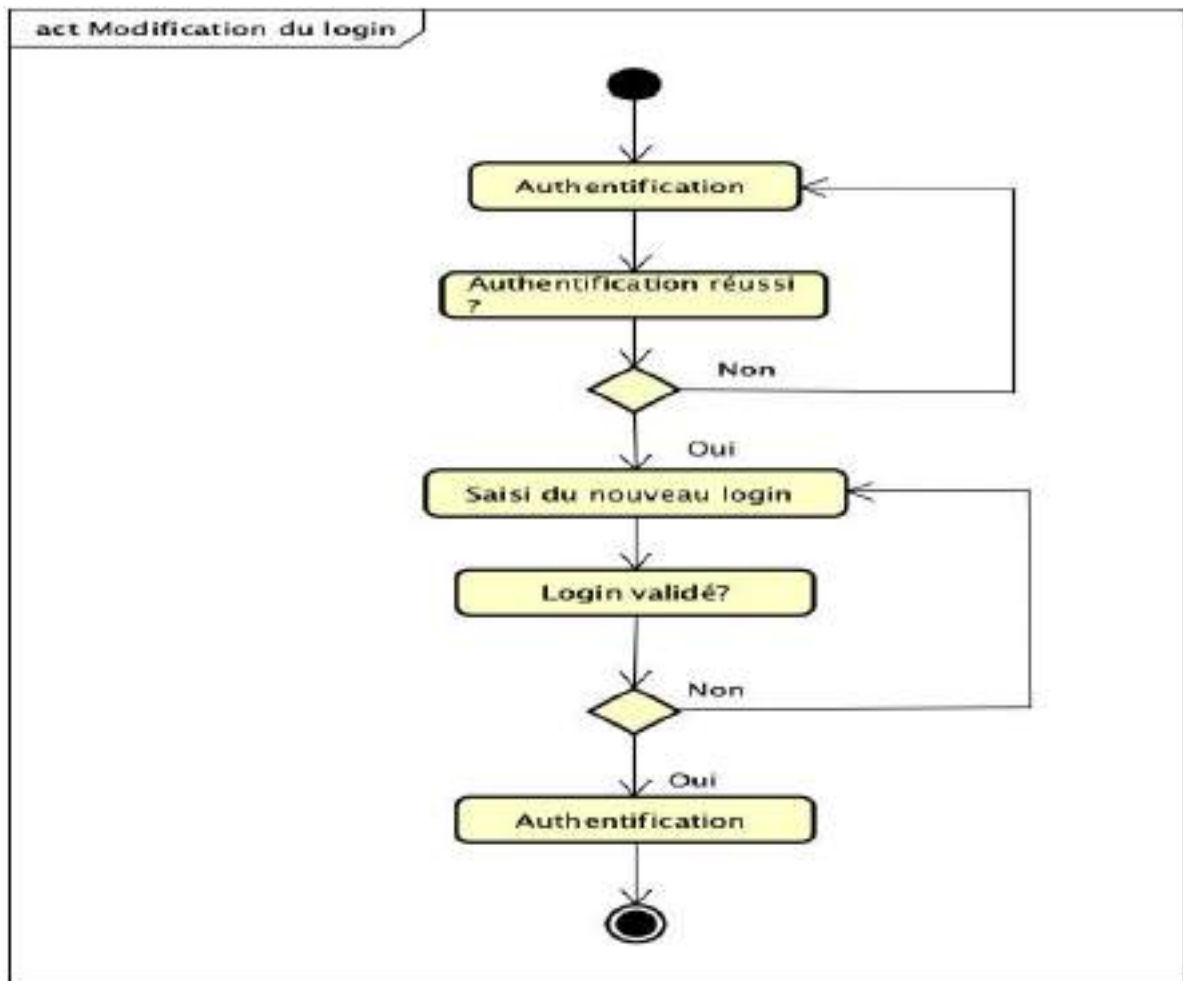 act Modification du login
Authentification
Authentification réussi
?
Non
Oui
Saisi du nouveau login
Login validé?
Non
Oui
Authentification